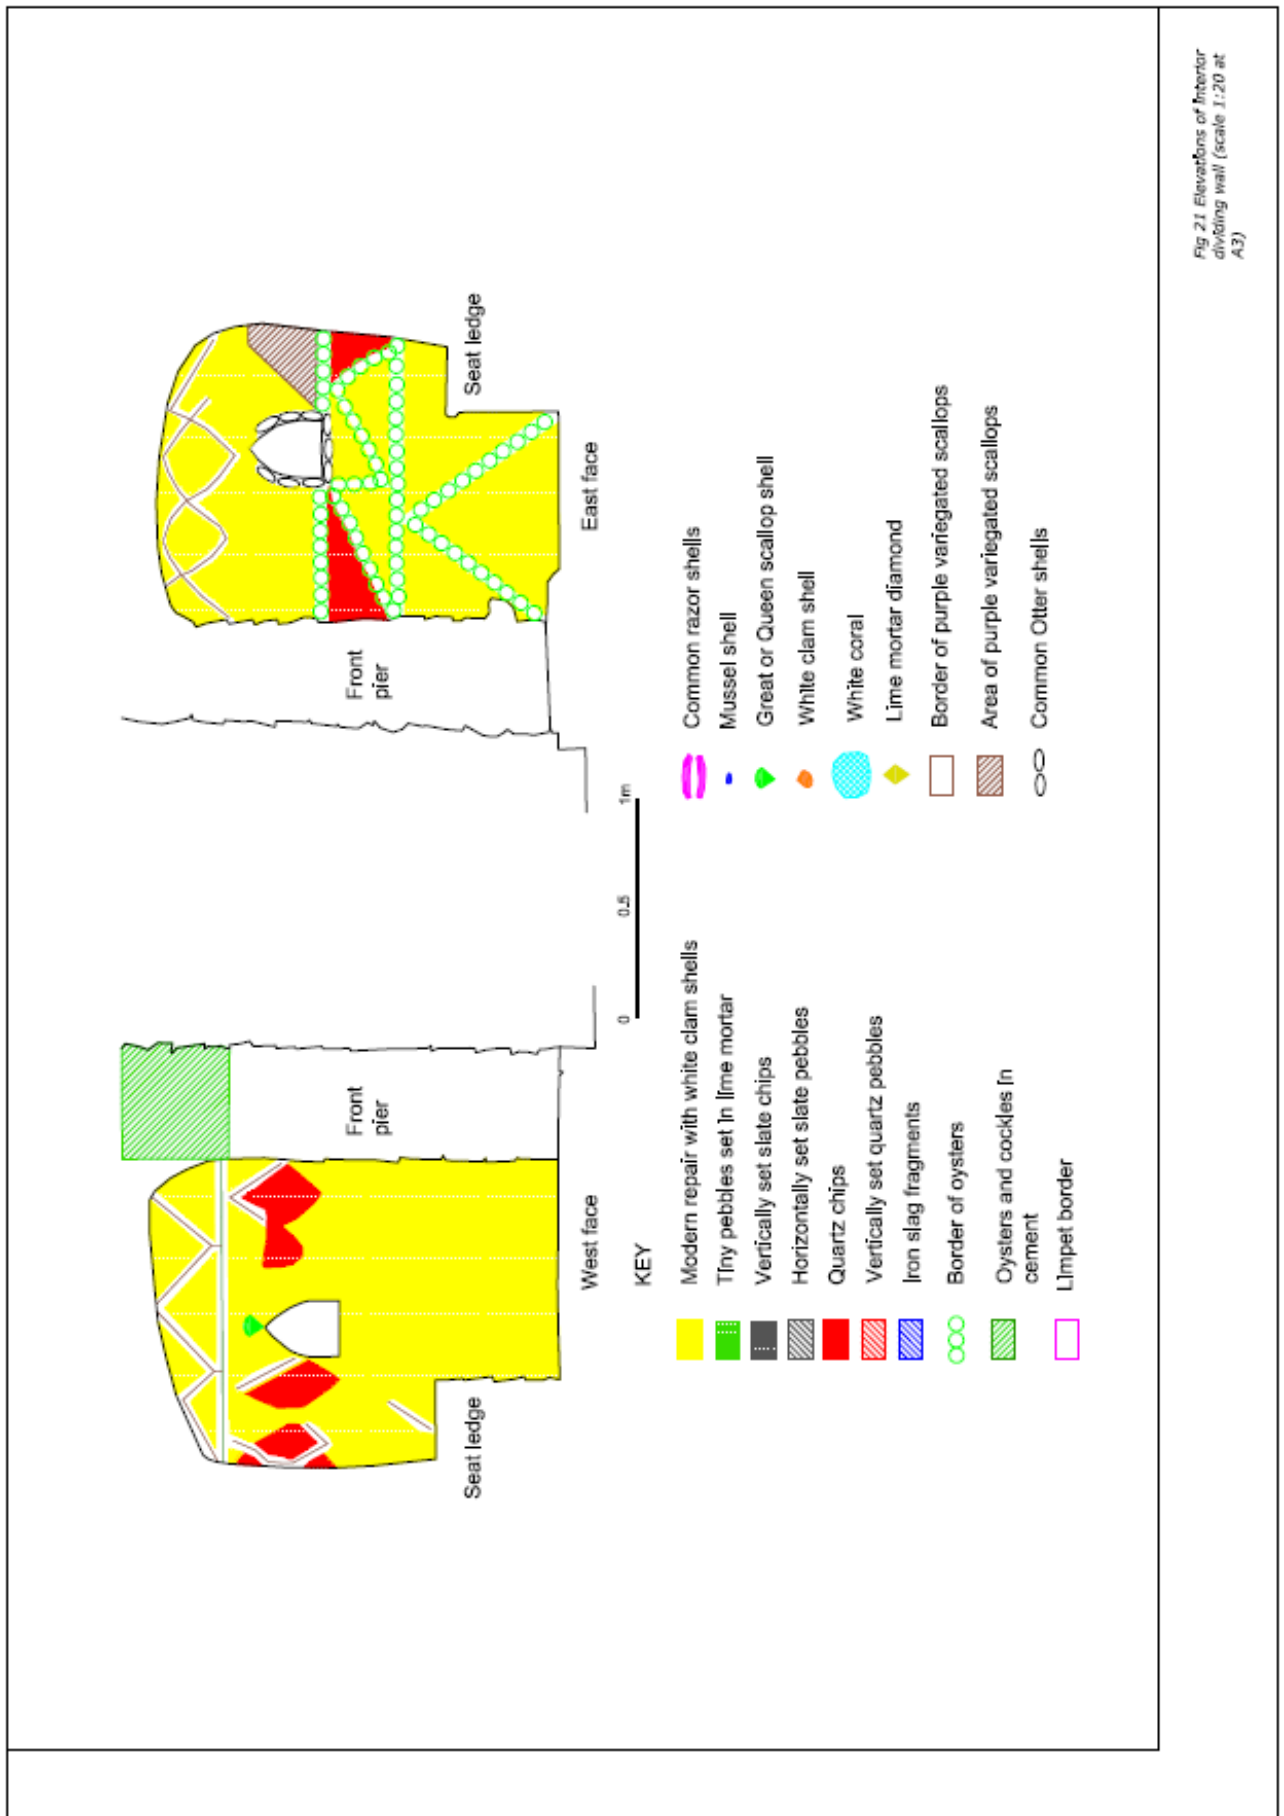 Seat ledge
West face
Front
pier
Front
pier
East face
Seat ledge
0
0.5
1m
KEY
Modern repair with white clam shells
Tiny pebbles set in lime mortar
Vertically set slate chips
Horizontally set slate pebbles
Quartz chips
Vertically set quartz pebbles
Iron slag fragments
Border of oysters
Oysters and cockles in
cement
Limpet border
Common razor shells
Mussel shell
Great or Queen scallop shell
White clam shell
White coral
Lime mortar diamond
Border of purple variegated scallops
Area of purple variegated scallops
Common Otter shells
Fig 21 Elevations of Interior
dividing wall (scale 1:20 at
A3)